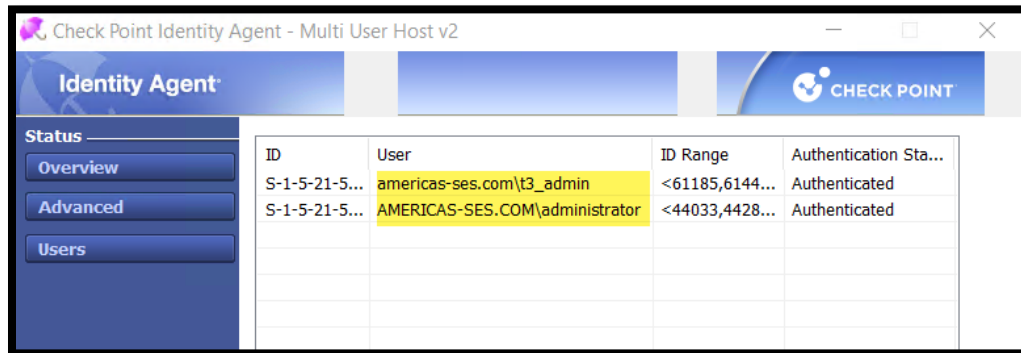 Check Point Identity Agent - Multi User Host v2
Identity Agent
CHECK POINT
Status
Overview
Advanced
Users
ID User ID Range Authentication Sta...
S-1-5-21-5... americas-ses.com\t3_admin <61185,6144... Authenticated
S-1-5-21-5... AMERICAS-SES.COM\administrator <44033,4428... Authenticated